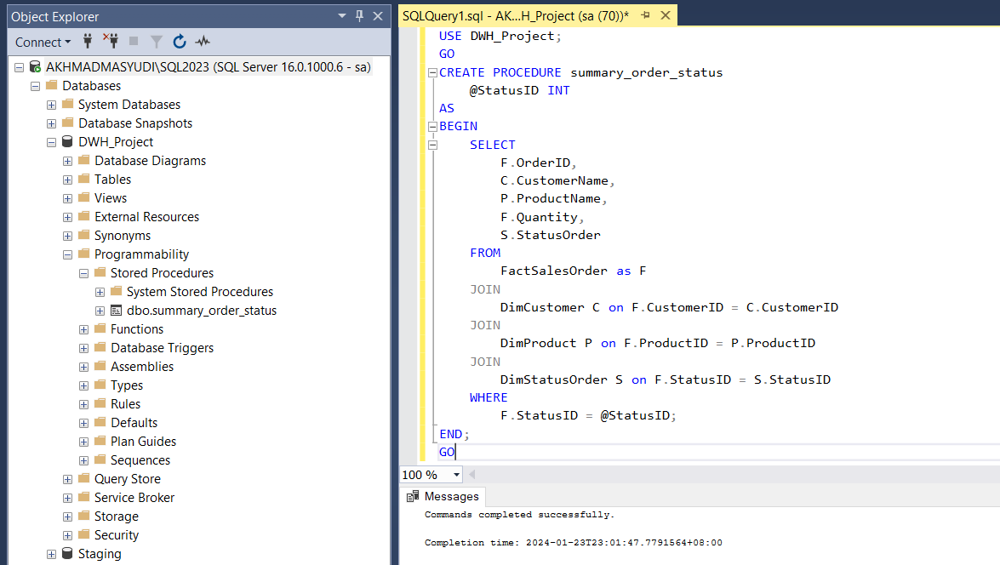 Object Explorer
Connect
AKHMADMASYUDI\SQL2023 (SQL Server 16.0.1000.6 - sa)
Databases
System Databases
Database Snapshots
DWH_Project
Database Diagrams
Tables
Views
External Resources
Synonyms
Programmability
Stored Procedures
System Stored Procedures
dbo.summary_order_status
Functions
Database Triggers
Assemblies
Types
Rules
Defaults
Plan Guides
Sequences
Query Store
Service Broker
Storage
Security
Staging
SQLQuery1.sql - AK...H_Project (sa (70))*
USE DWH_Project;
GO
CREATE PROCEDURE summary_order_status
@StatusID INT
AS
BEGIN
SELECT
F.OrderID,
C.CustomerName,
P.ProductName,
F.Quantity,
S.StatusOrder
FROM
FactSalesOrder as F
JOIN
DimCustomer C on F.CustomerID = C.CustomerID
JOIN
DimProduct P on F.ProductID = P.ProductID
JOIN
DimStatusOrder S on F.StatusID = S.StatusID
WHERE
F.StatusID = @StatusID;
END;
GO
100 %
Messages
Commands completed successfully.
Completion time: 2024-01-23T23:01:47.7791564+08:00